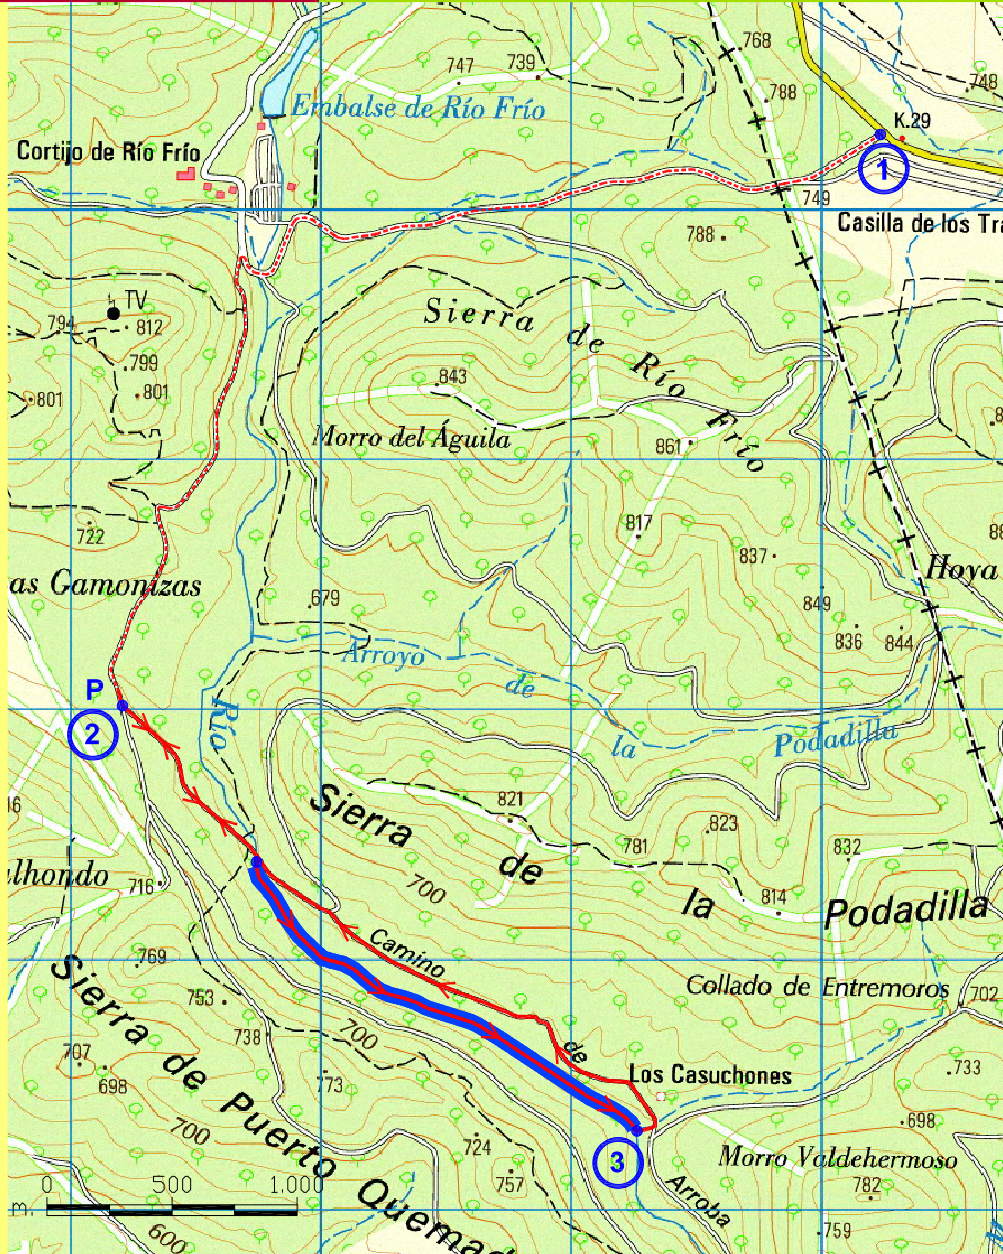 768
739
747
748
788
Embalse de Río Frío
K.29
Cortijo de Río Frío
1
749
Casilla de los Tra
788
TV
794
812
Sierra de Río Frío
799
843
801
801
Morro del Águila
861
817
722
837
Hoya
as Gamonizas
679
849
836
844
Arroyo de la Podadilla
P
2
Río
821
Sierra de la Podadilla
823
781
832
lhondo
716
700
814
769
Camino de
Collado de Entremoros
702
753
738
700
Los Casuchones
707
698
773
733
Sierra de Puerto Quemad
700
724
698
3
Morro Valdehermoso
757
782
Arroba
0 500 1.000
m.
759
600